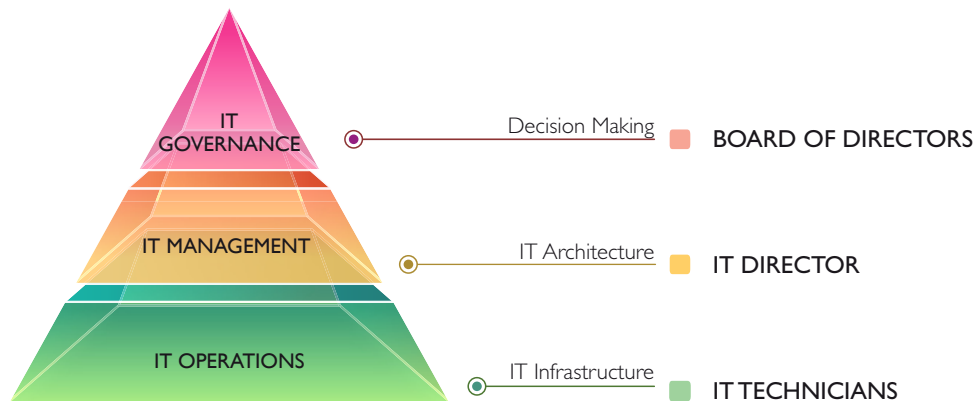 IT
GOVERNANCE
Decision Making
BOARD OF DIRECTORS
IT MANAGEMENT
IT Architecture
IT DIRECTOR
IT OPERATIONS
IT Infrastructure
IT TECHNICIANS